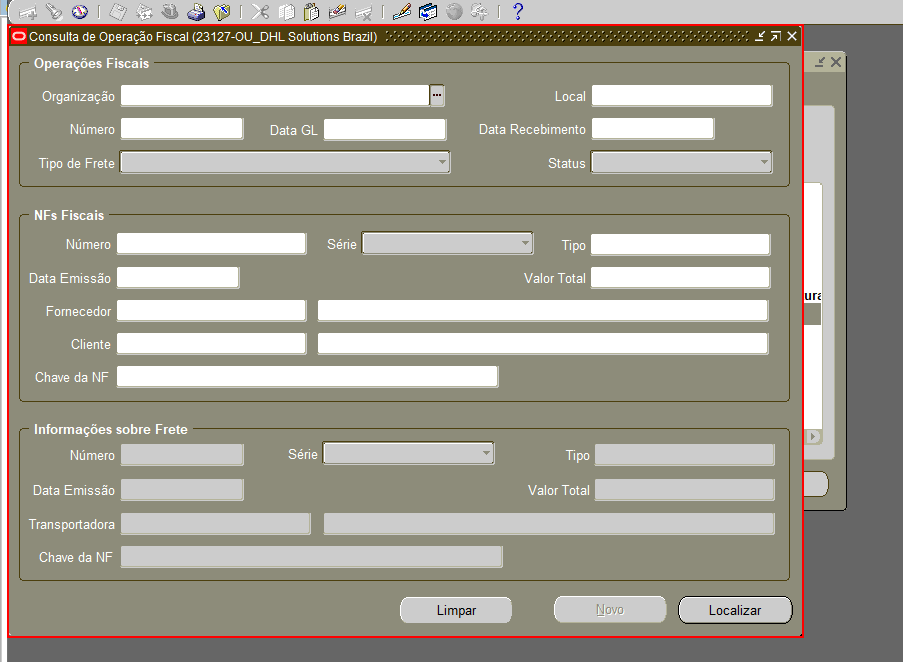 Consulta de Operação Fiscal (23127-OU_DHL Solutions Brazil)
Operações Fiscais
Organização
Local
Número
Data GL
Data Recebimento
Tipo de Frete
Status
NFs Fiscais
Número
Série
Tipo
Data Emissão
Valor Total
Fornecedor
Cliente
Chave da NF
Informações sobre Frete
Número
Série
Tipo
Data Emissão
Valor Total
Transportadora
Chave da NF
Limpar
Novo
Localizar